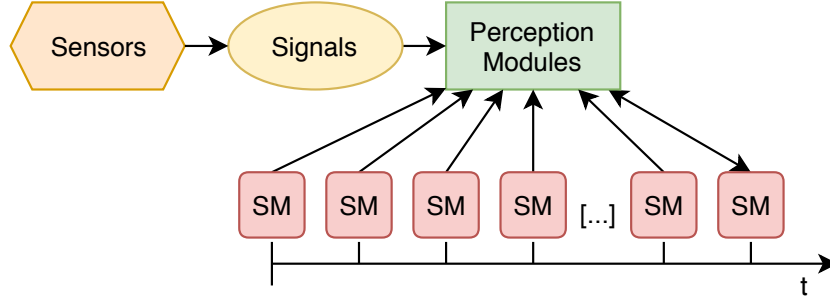 Sensors
Signals
Perception
Modules
SM
SM
SM
SM
[...]
SM
SM
t